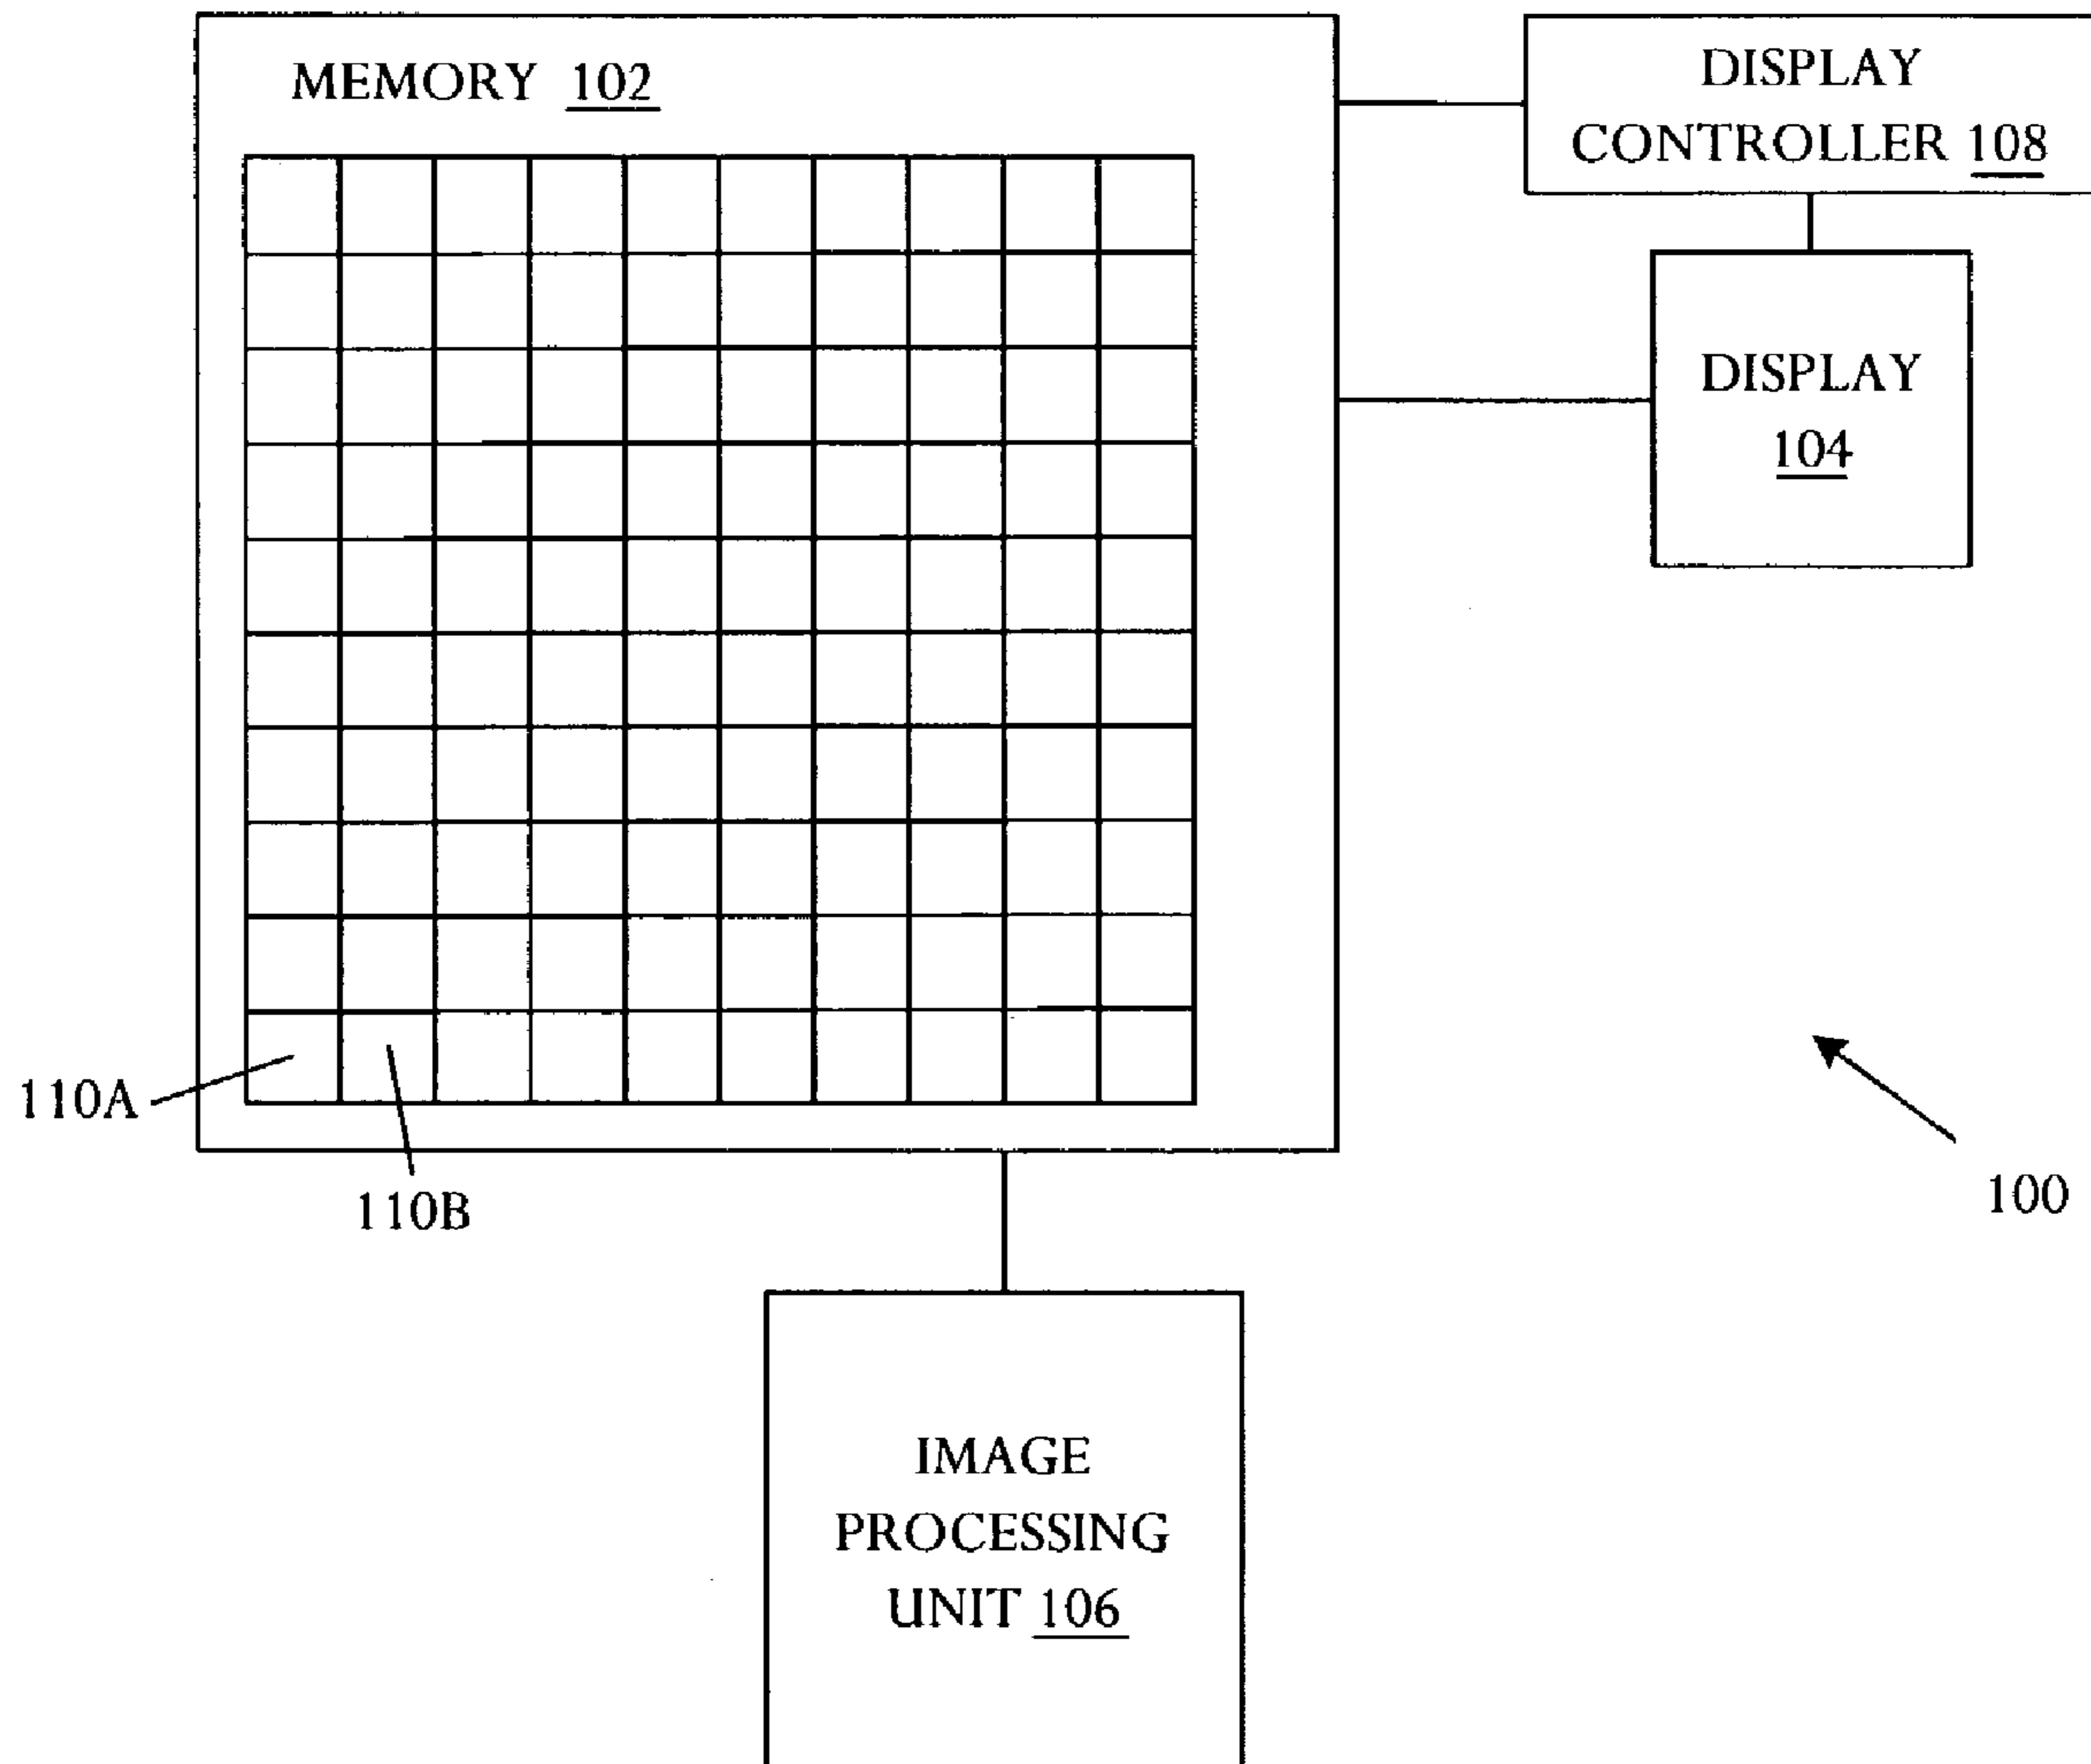 MEMORY 102
DISPLAY
CONTROLLER 108
DISPLAY
104
110A
110B
100
IMAGE
PROCESSING
UNIT 106